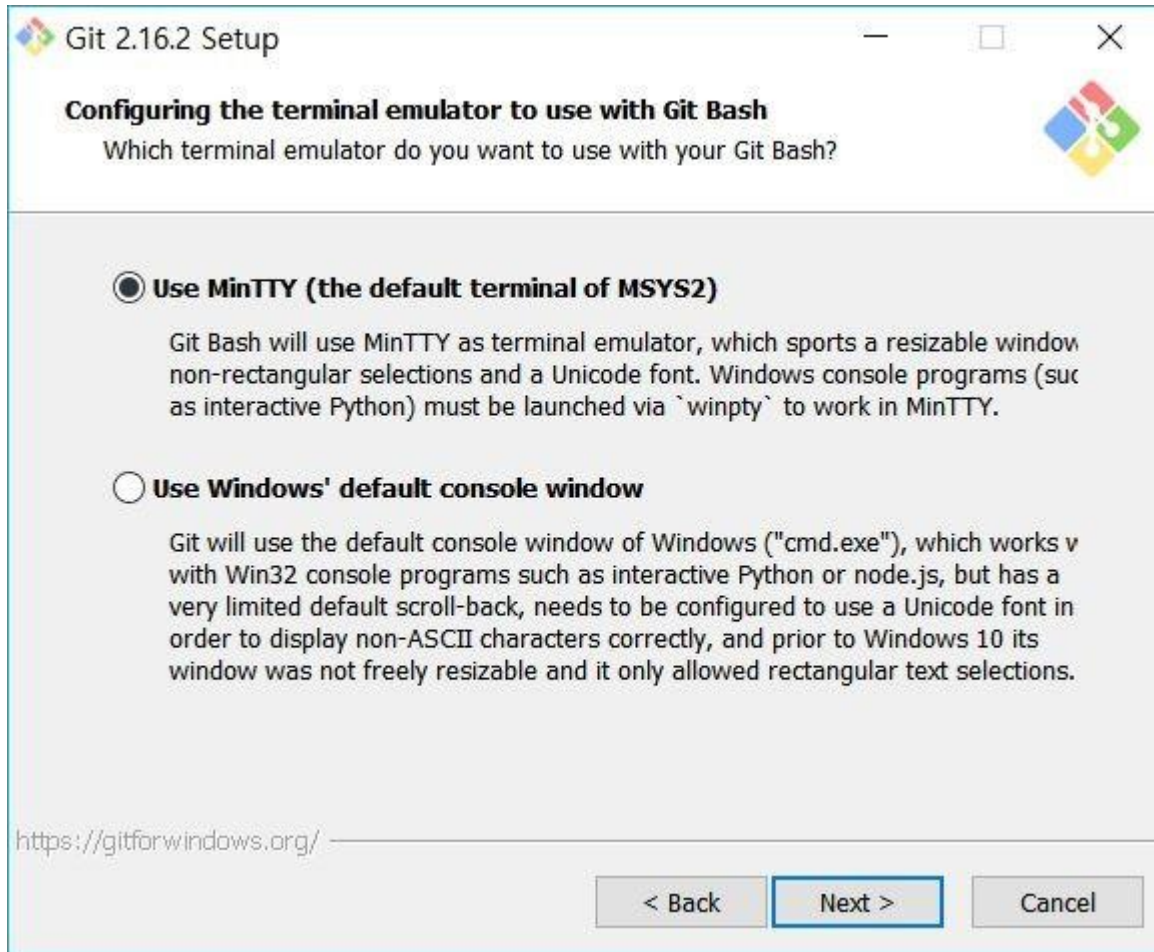 Git 2.16.2 Setup
Configuring the terminal emulator to use with Git Bash
Which terminal emulator do you want to use with your Git Bash?
Use MinTTY (the default terminal of MSYS2)
Git Bash will use MinTTY as terminal emulator, which sports a resizable window
non-rectangular selections and a Unicode font. Windows console programs (suc
as interactive Python) must be launched via `winpty` to work in MinTTY.
Use Windows' default console window
Git will use the default console window of Windows ("cmd.exe"), which works
with Win32 console programs such as interactive Python or node.js, but has a
very limited default scroll-back, needs to be configured to use a Unicode font in
order to display non-ASCII characters correctly, and prior to Windows 10 its
window was not freely resizable and it only allowed rectangular text selections.
https://gitforwindows.org/
< Back
Next >
Cancel